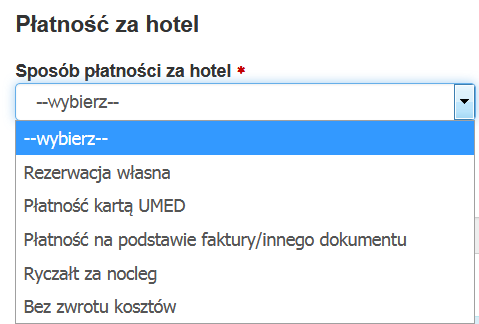 Płatność za hotel
Sposób płatności za hotel *
--wybierz--
--wybierz--
Rezerwacja własna
Płatność kartą UMED
Płatność na podstawie faktury/innego dokumentu
Ryczałt za nocleg
Bez zwrotu kosztów